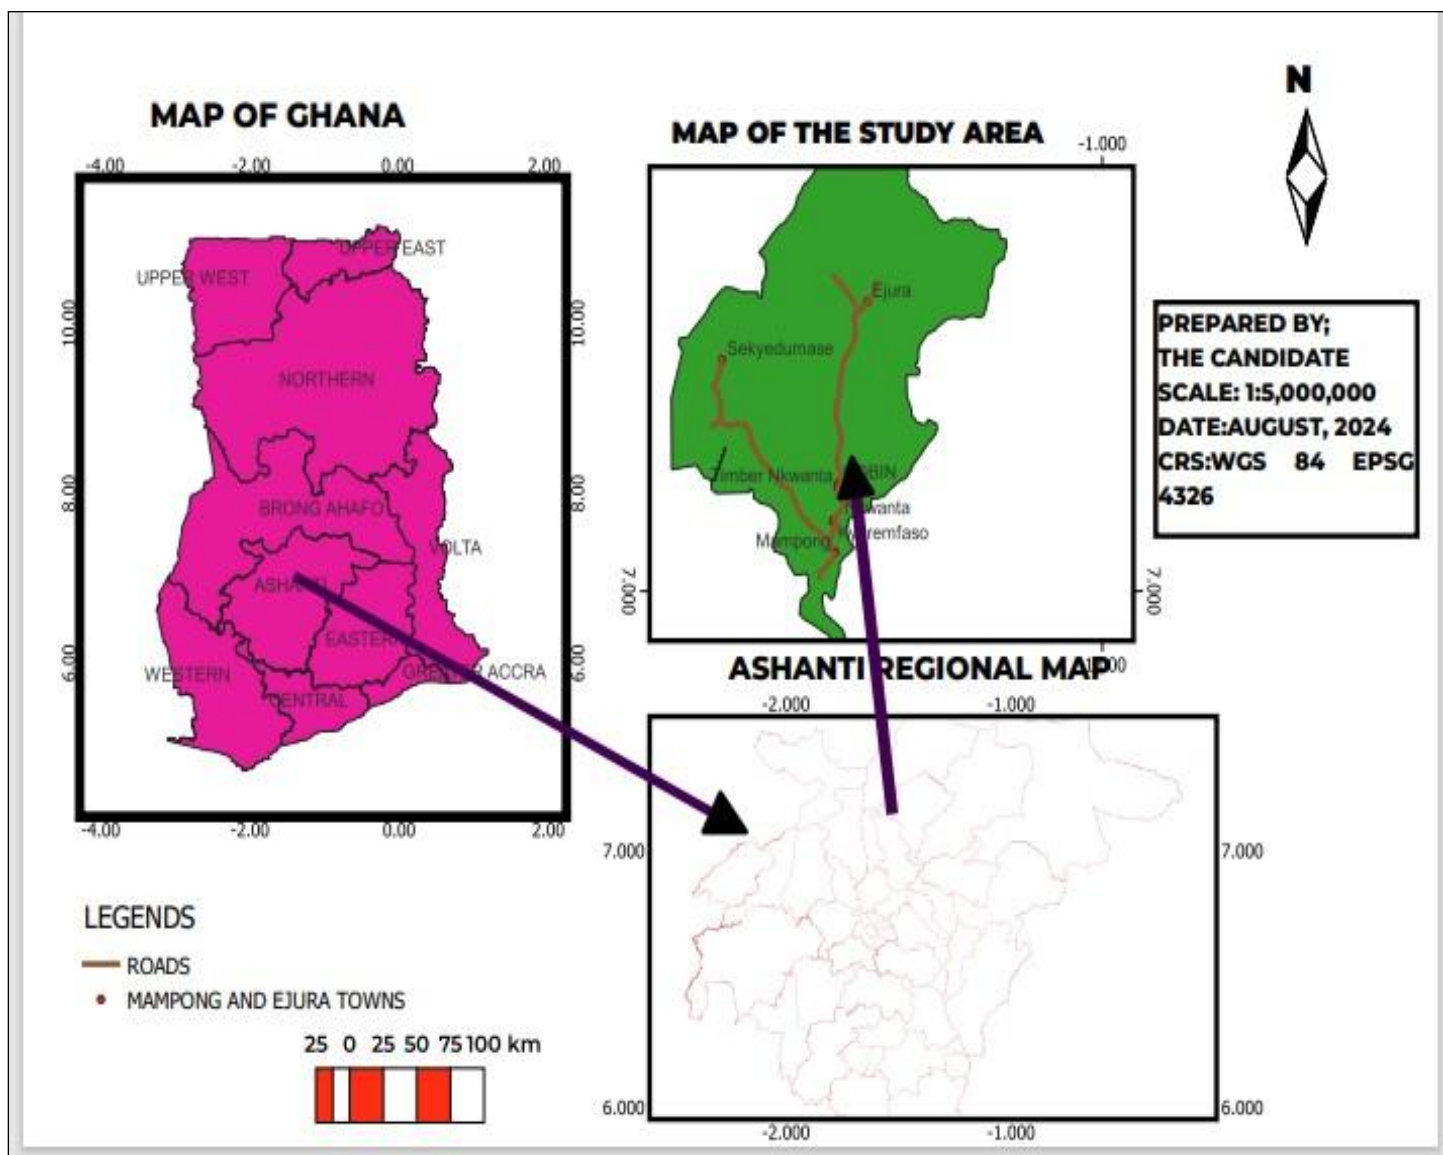 N
MAP OF GHANA
MAP OF THE STUDY AREA
-1.000
-4.00 -2.00 0.00 2.00
UPPER EAST
UPPER WEST
10.00 10.00
NORTHERN
8.00 8.00
BRONG AHAFO
VOLTA
ASHANTI
EASTERN
6.00 6.00
WESTERN
GREATER ACCRA
CENTRAL
-4.00 -2.00 0.00 2.00
Ejura
Sekyedumase
Timber Nkwanta
Mampong
7.000 7.000
PREPARED BY;
THE CANDIDATE
SCALE: 1:5,000,000
DATE:AUGUST, 2024
CRS:WGS 84 EPSG
4326
ASHANTI REGIONAL MAP
-2.000 -1.000
7.000 7.000
6.000 6.000
-2.000 -1.000
LEGENDS
ROADS
MAMPONG AND EJURA TOWNS
25 0 25 50 75 100 km